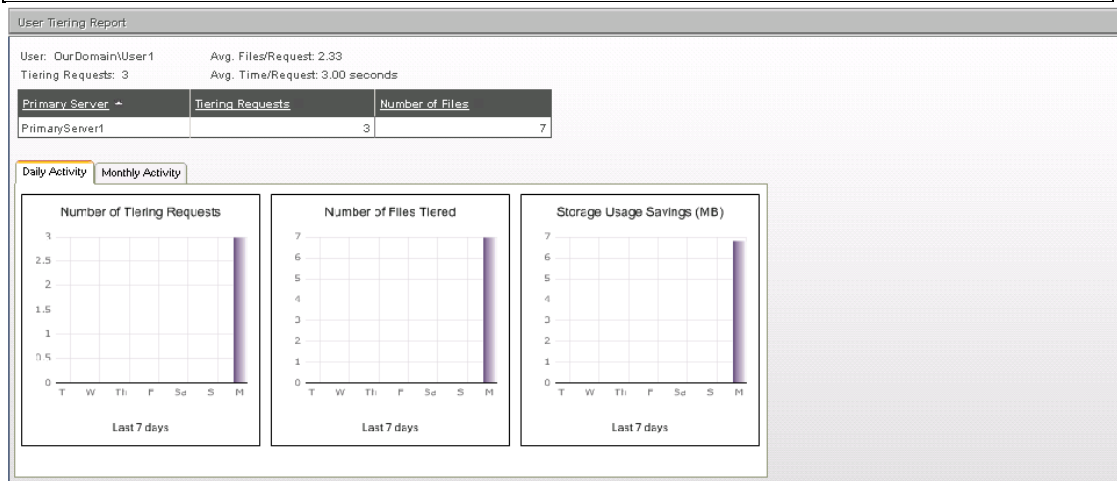 User Tiering Report
User: OurDomain\User1 Avg. Files/Request: 2.33
Tiering Requests: 3 Avg. Time/Request: 3.00 seconds
Primary Server Tiering Requests Number of Files
PrimaryServer1 3 7
Daily Activity Monthly Activity
Number of Tiering Requests
3
2.5
2
1.5
1
0.5
0
T W Th F Sa S M
Last 7 days
Number of Files Tiered
7
6
5
4
3
2
1
0
T W Th F Sa S M
Last 7 days
Storage Usage Savings (MB)
7
6
5
4
3
2
1
0
T W Th F Sa S M
Last 7 days